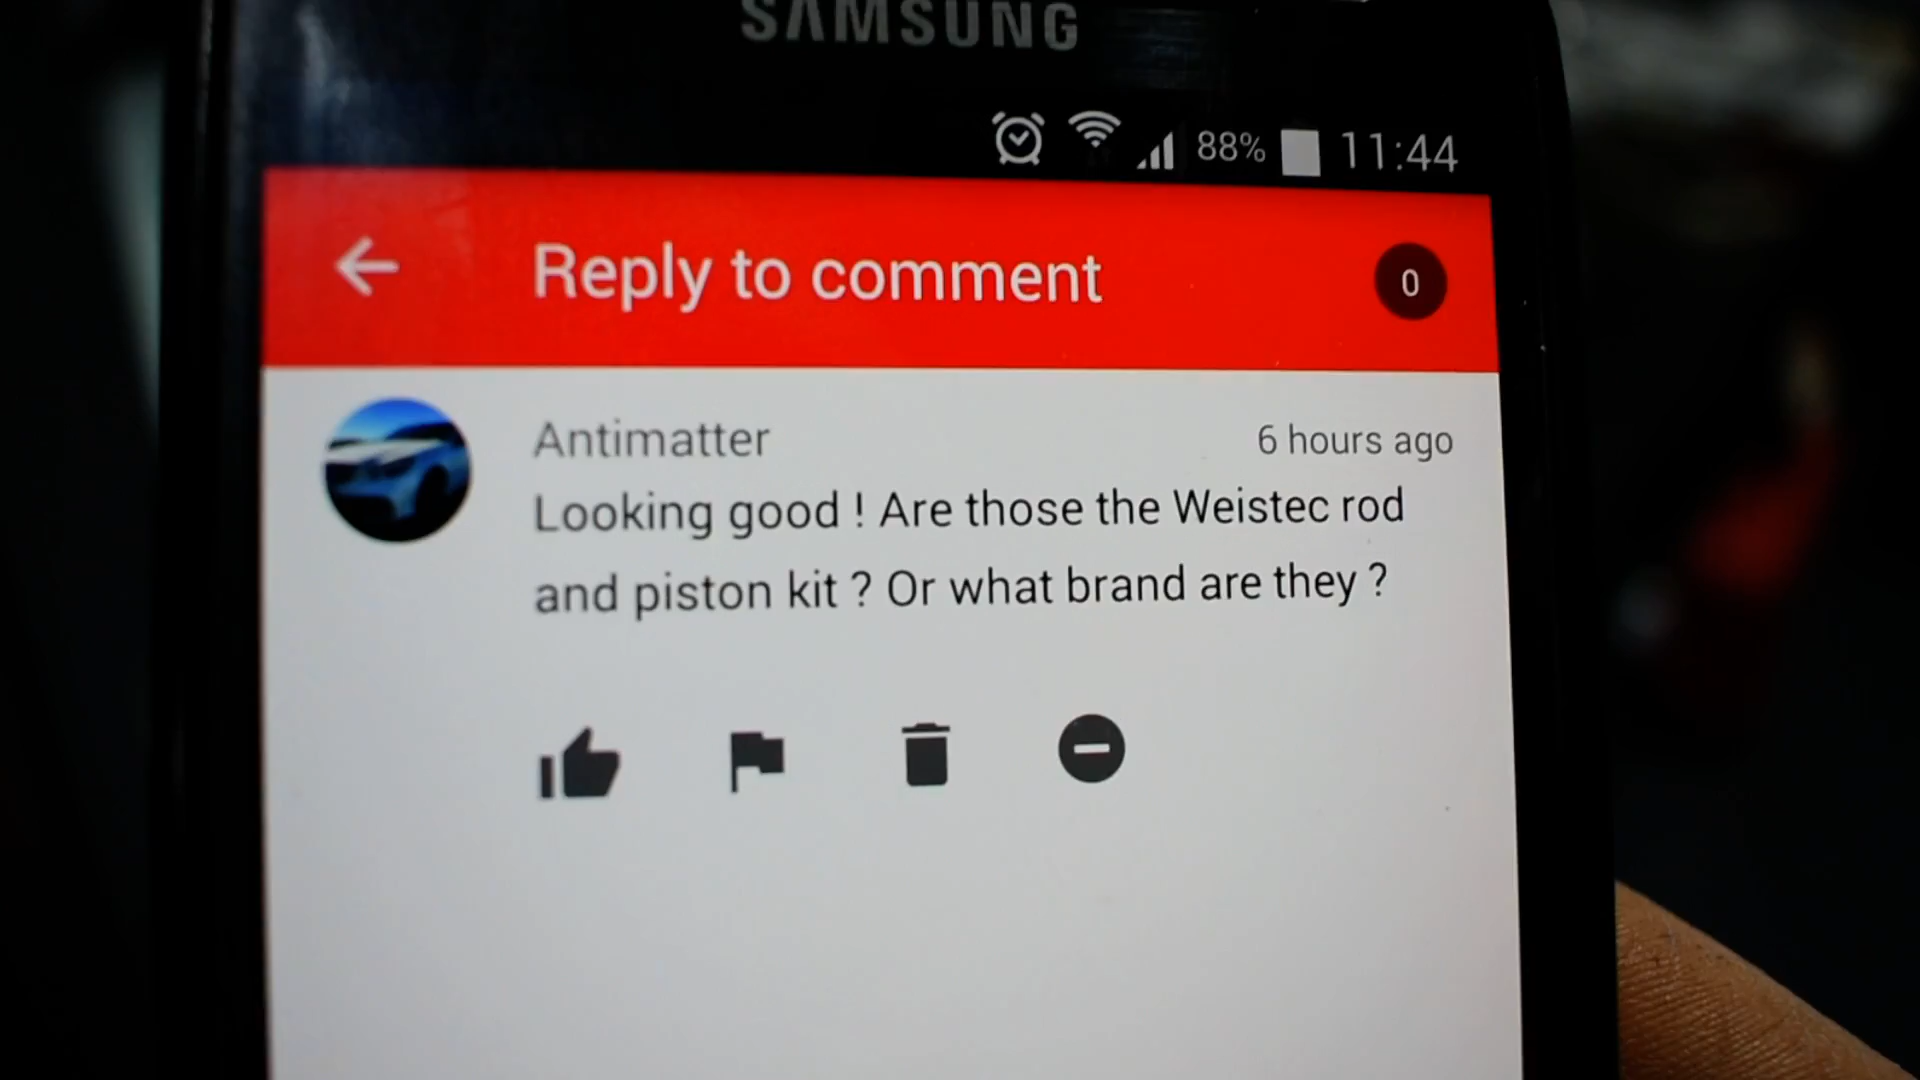 SAMSUNG
88% 11:44
Reply to comment 0
Antimatter 6 hours ago
Looking good ! Are those the Weistec rod
and piston kit ? Or what brand are they ?